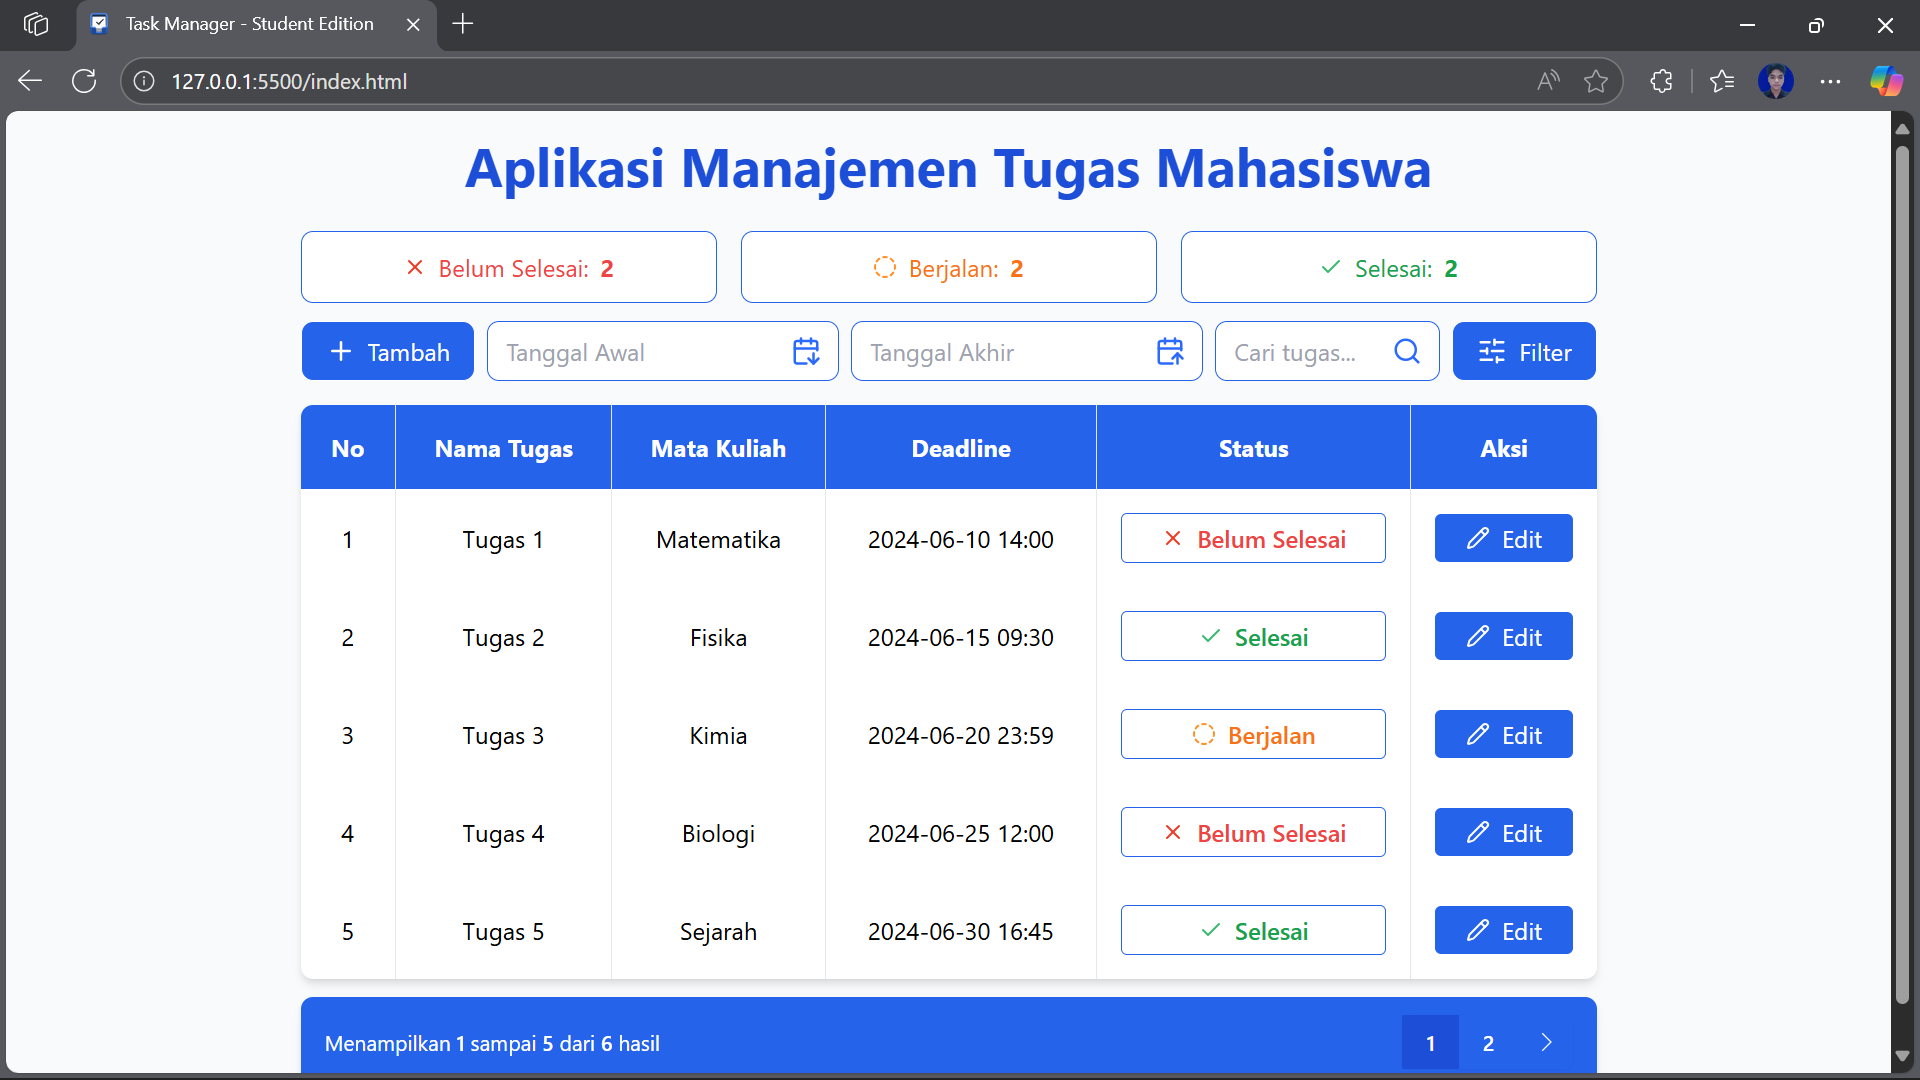 Task Manager - Student Edition
127.0.0.1:5500/index.html
Aplikasi Manajemen Tugas Mahasiswa
Belum Selesai: 2 Berjalan: 2 Selesai: 2
Tambah Tanggal Awal Tanggal Akhir Cari tugas... Filter
No Nama Tugas Mata Kuliah Deadline Status Aksi
1 Tugas 1 Matematika 2024-06-10 14:00 Belum Selesai Edit
2 Tugas 2 Fisika 2024-06-15 09:30 Selesai Edit
3 Tugas 3 Kimia 2024-06-20 23:59 Berjalan Edit
4 Tugas 4 Biologi 2024-06-25 12:00 Belum Selesai Edit
5 Tugas 5 Sejarah 2024-06-30 16:45 Selesai Edit
Menampilkan 1 sampai 5 dari 6 hasil 1 2